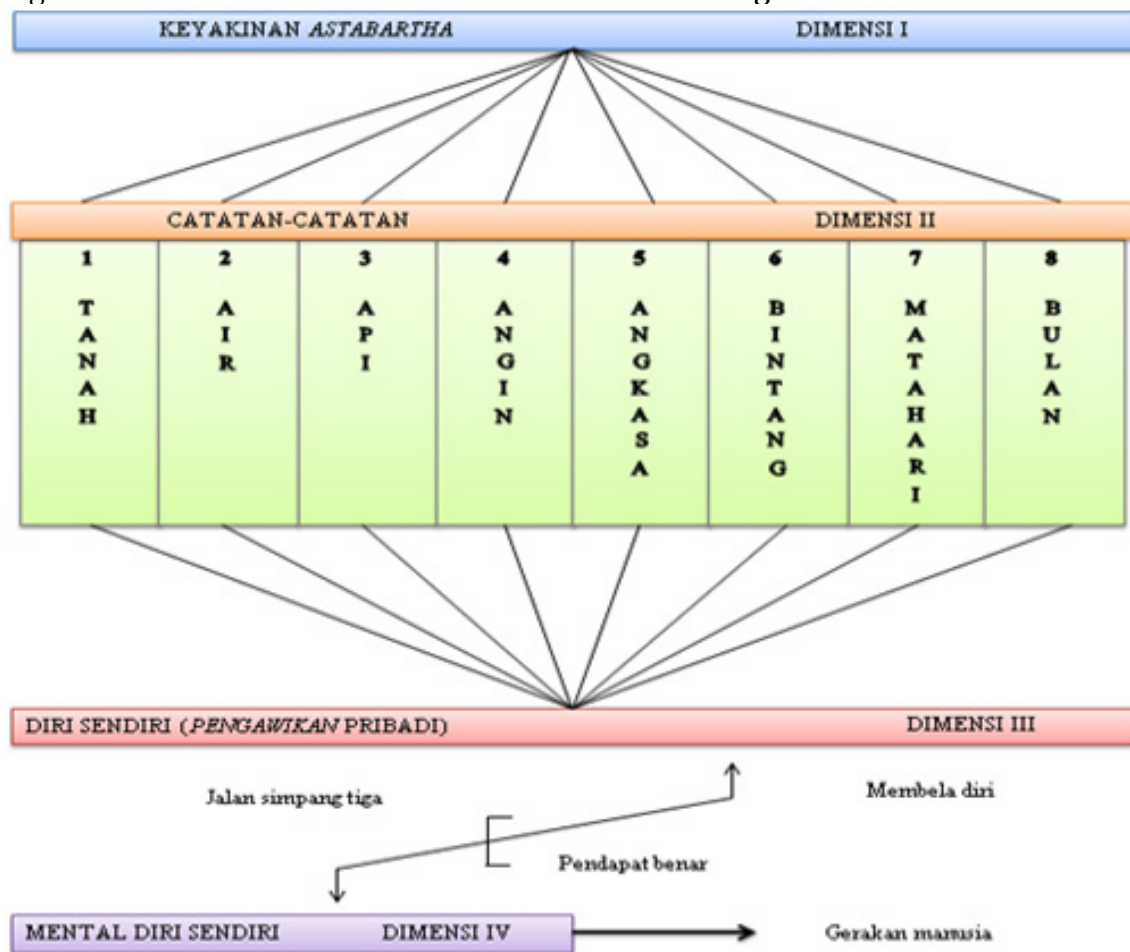 KEYAKINAN ASTABARTHA DIMENSI I
CATATAN-CATATAN DIMENSI II
1 2 3 4 5 6 7 8
TANAH
AIR
API
ANGIN
ANGKASA
BINTANG
MATAHARI
BULAN
DIRI SENDIRI (PENGAWIKAN PRIBADI) DIMENSI III
Jalan simpang tiga
Membela diri
Pendapat benar
MENTAL DIRI SENDIRI DIMENSI IV
Gerakan manusia